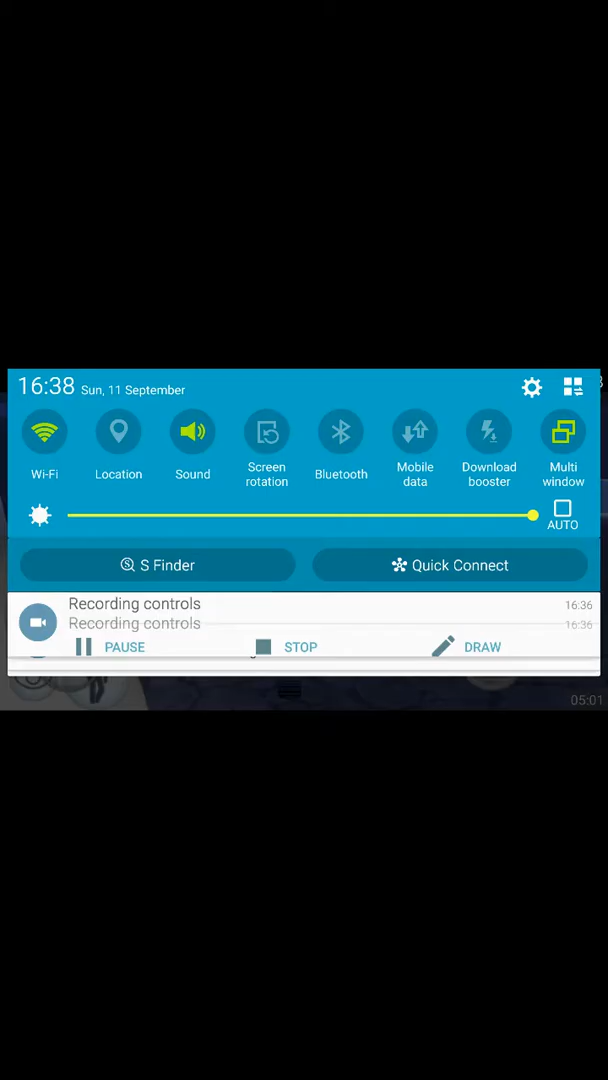 16:38 Sun, 11 September
Wi-Fi
Location
Sound
Screen rotation
Bluetooth
Mobile data
Download booster
Multi window
AUTO
S Finder
Quick Connect
Recording controls 16:36
Recording controls 16:36
PAUSE STOP DRAW
05:01